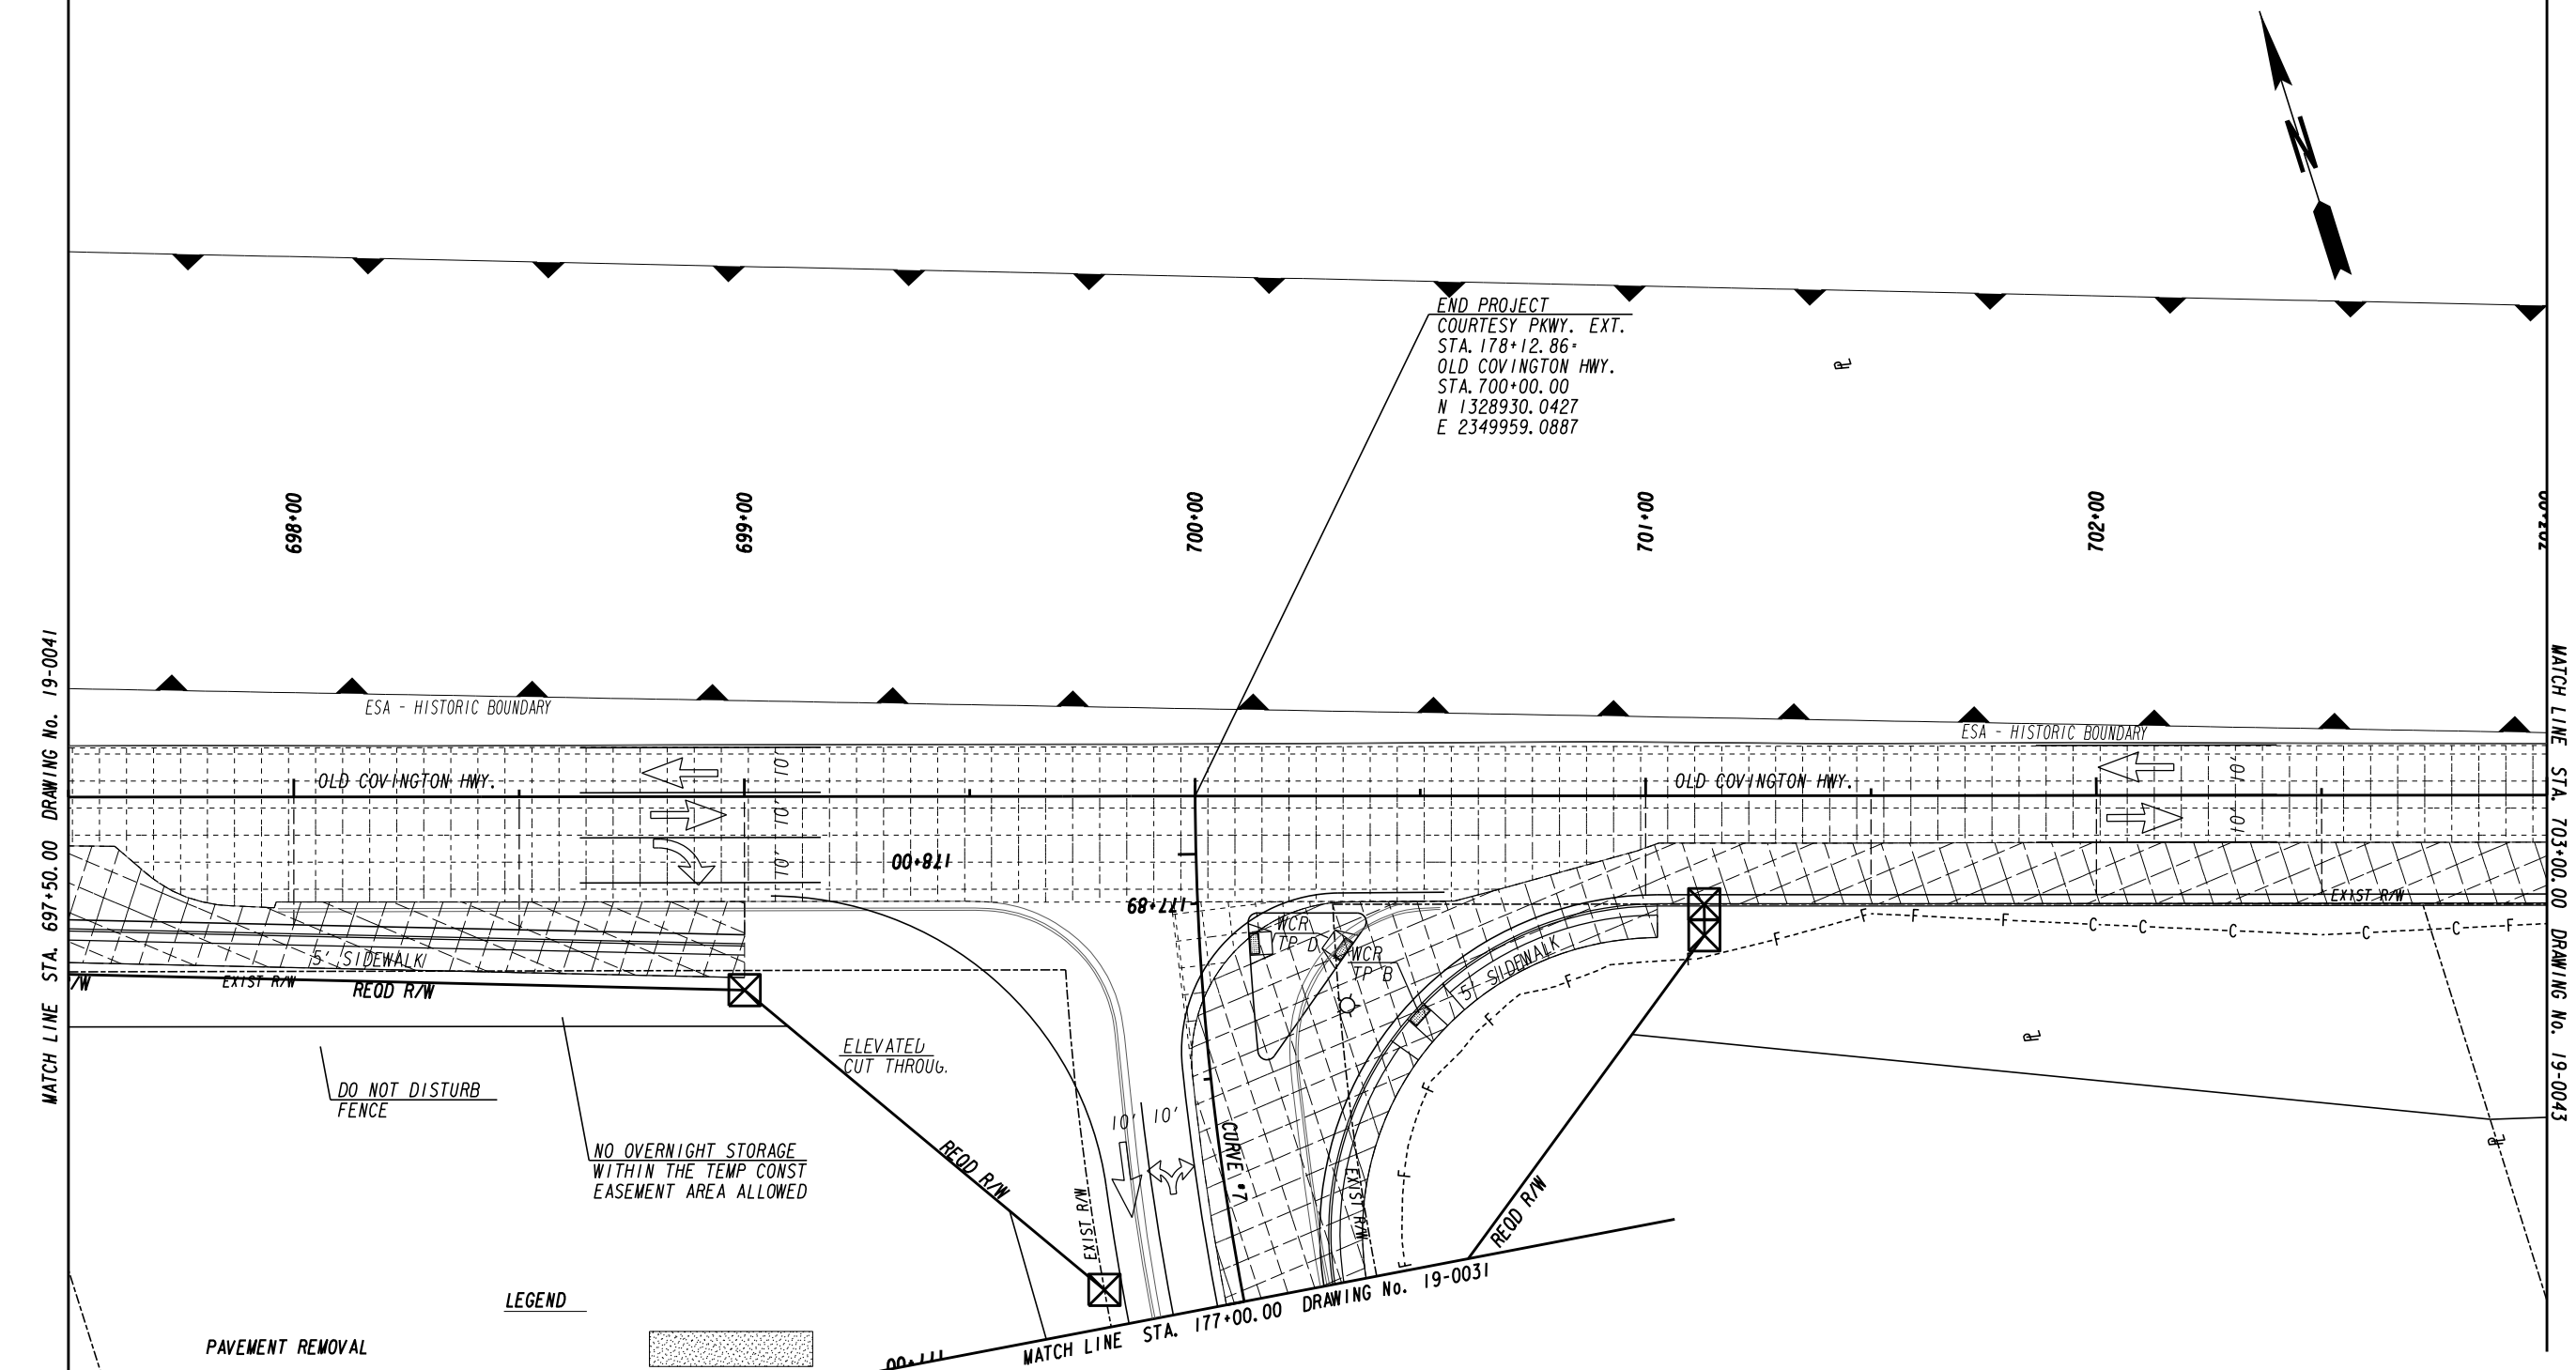 N
END PROJECT
COURTESY PKWY. EXT.
STA. 178+12.86=
OLD COVINGTON HWY.
STA. 700+00.00
N 1328930.0427
E 2349959.0887
PL
698+00
699+00
700+00
701+00
702+00
MATCH LINE STA. 697+50.00 DRAWING No. 19-0041
MATCH LINE STA. 703+00.00 DRAWING No. 19-0043
ESA - HISTORIC BOUNDARY
ESA - HISTORIC BOUNDARY
OLD COVINGTON HWY.
10'
10'
10'
OLD COVINGTON HWY.
10'
10'
178+00
177+89
EXIST R/W
WCR
TP D
WCR
TP B
5' SIDEWALK
5' SIDEWALK
F F F C C C C C F
F F F F F F
R/W
EXIST R/W
REQD R/W
PL
ELEVATED
CUT THROUG
DO NOT DISTURB
FENCE
NO OVERNIGHT STORAGE
WITHIN THE TEMP CONST
EASEMENT AREA ALLOWED
10' 10'
CURVE #7
REQD R/W
EXIST R/W
EXIST R/W
REQD R/W
PL
LEGEND
PAVEMENT REMOVAL
MATCH LINE STA. 177+00.00 DRAWING No. 19-0031